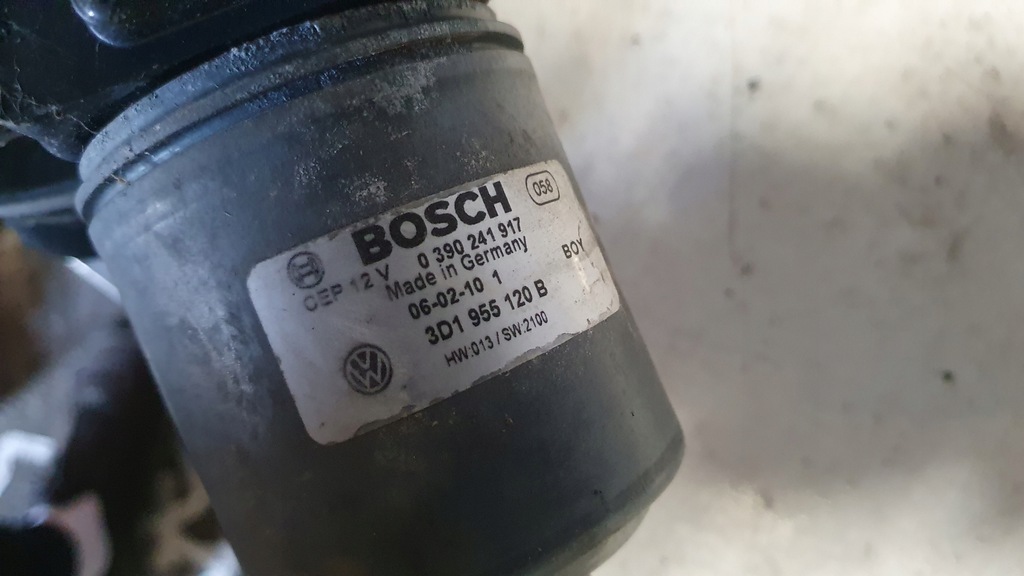 BOSCH 058
CEP 12 V 0 390 241 917
Made in Germany BOY
06-02-10 1
3D1 955 120 B
HW:013 / SW:2100